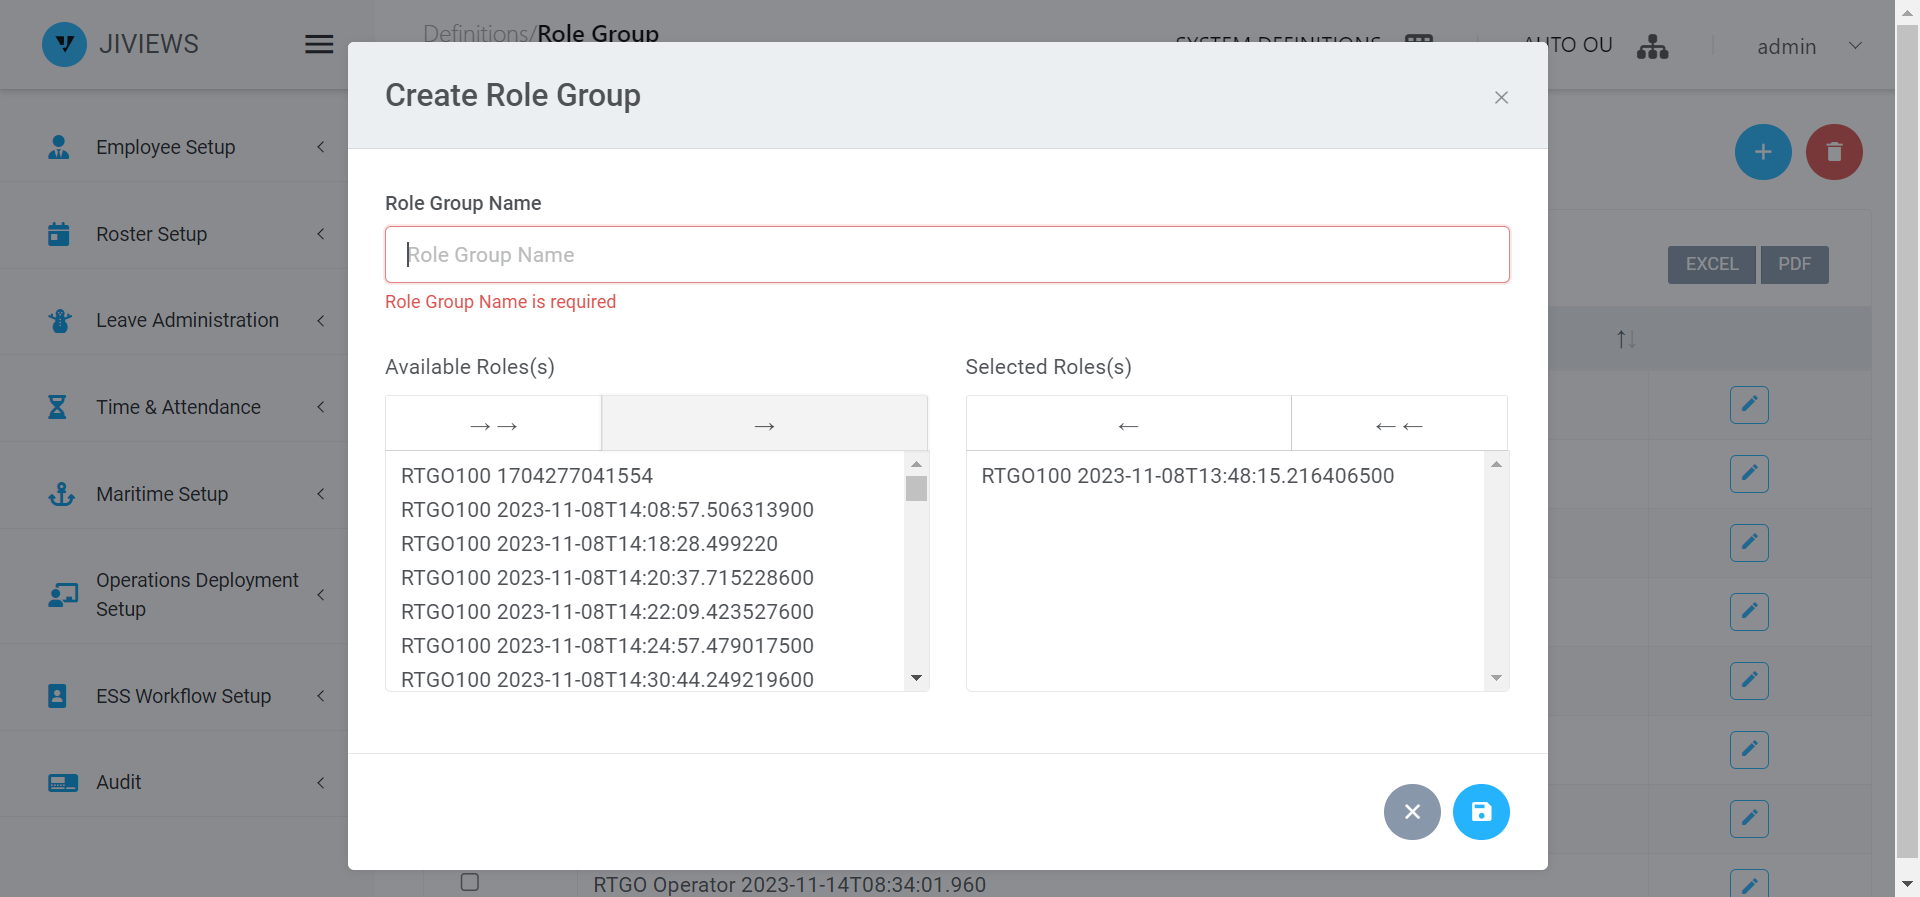 JIVIEWS
Definitions/Role Group
SYSTEM DEFINITIONS
AUTO OU
admin
Employee Setup
Roster Setup
Leave Administration
Time & Attendance
Maritime Setup
Operations Deployment
Setup
ESS Workflow Setup
Audit
Create Role Group
×
Role Group Name
Role Group Name
Role Group Name is required
Available Roles(s)
→→
→
RTGO100 1704277041554
RTGO100 2023-11-08T14:08:57.506313900
RTGO100 2023-11-08T14:18:28.499220
RTGO100 2023-11-08T14:20:37.715228600
RTGO100 2023-11-08T14:22:09.423527600
RTGO100 2023-11-08T14:24:57.479017500
RTGO100 2023-11-08T14:30:44.249219600
Selected Roles(s)
←
←←
RTGO100 2023-11-08T13:48:15.216406500
EXCEL
PDF
RTGO Operator 2023-11-14T08:34:01.960